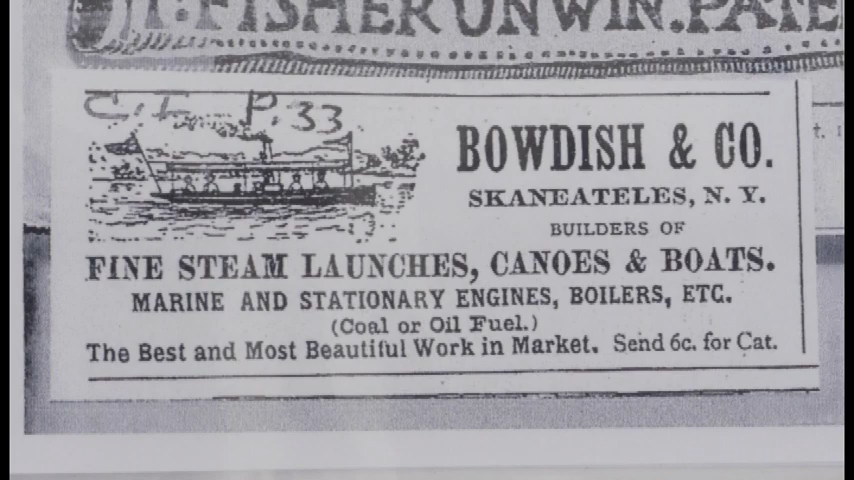 T. FISHER UNWIN. PATE
C.I P.33
BOWDISH & CO.
SKANEATELES, N. Y.
BUILDERS OF
FINE STEAM LAUNCHES, CANOES & BOATS.
MARINE AND STATIONARY ENGINES, BOILERS, ETC.
(Coal or Oil Fuel.)
The Best and Most Beautiful Work in Market. Send 6c. for Cat.